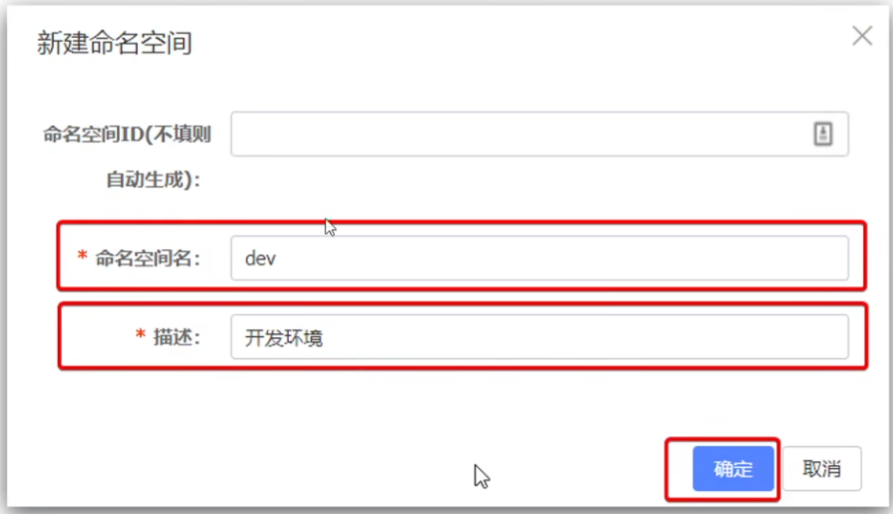 新建命名空间
命名空间ID(不填则
自动生成):
* 命名空间名: dev
* 描述: 开发环境
确定 取消